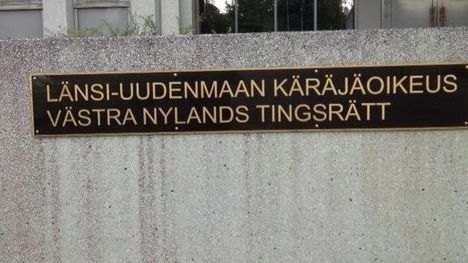 LÄNSI-UUDENMAAN KÄRÄJÄOIKEUS
VÄSTRA NYLANDS TINGSRÄTT